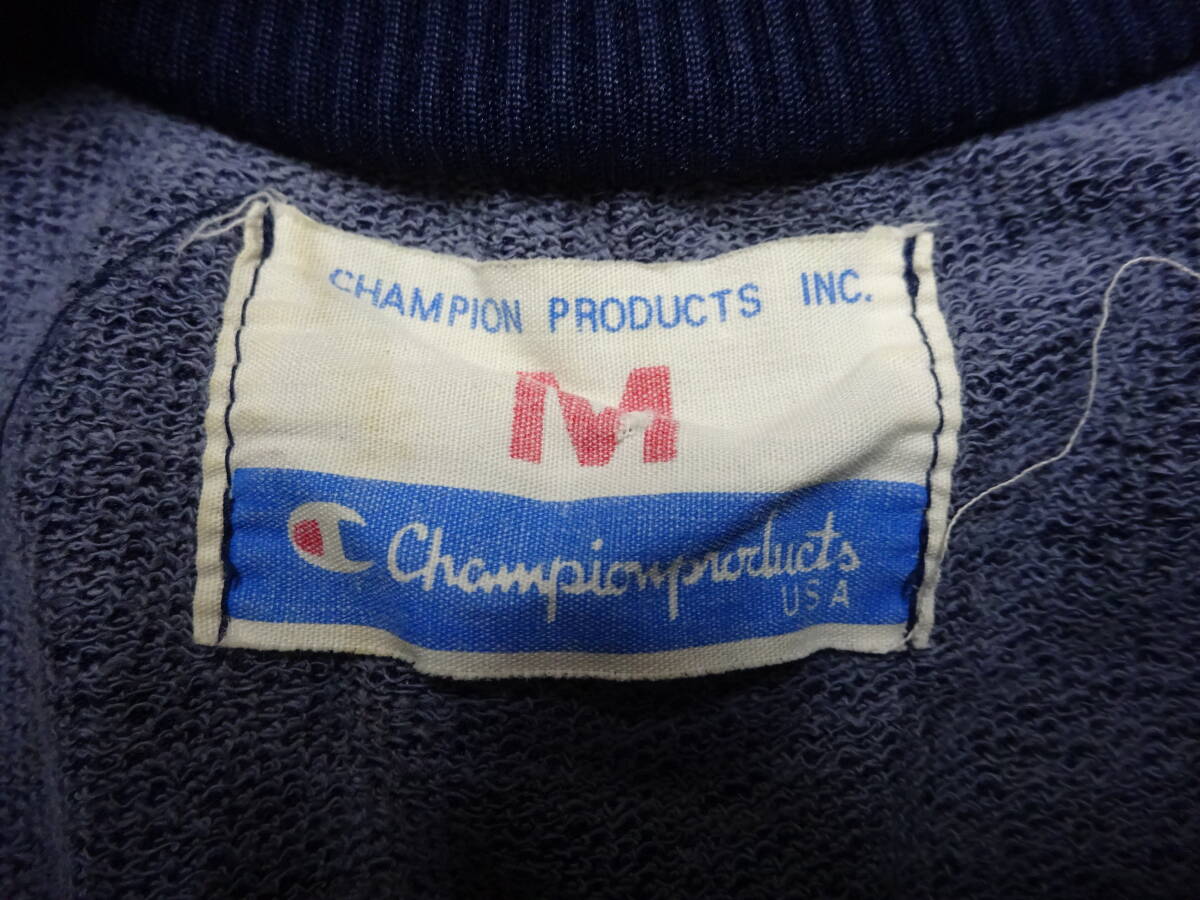 CHAMPION PRODUCTS INC.
M
Championproducts
USA